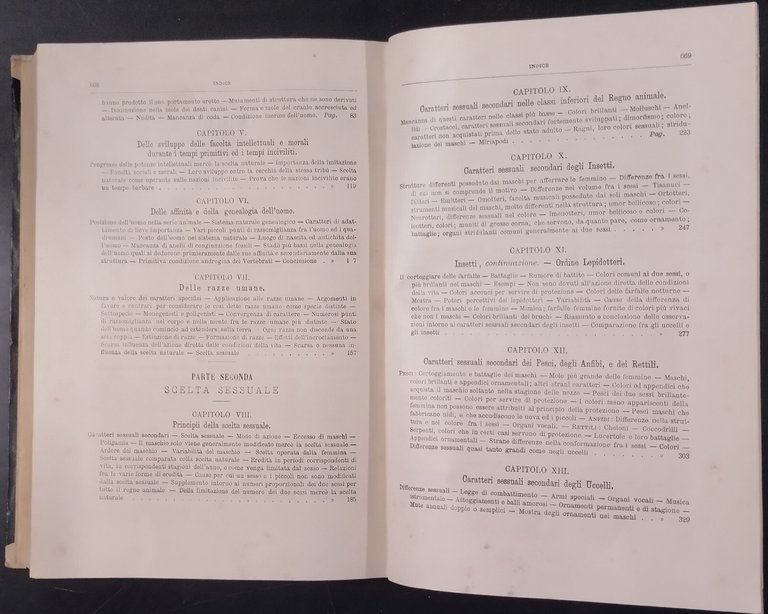 668
INDICE
hanno prodotto il suo portamento eretto — Mutamenti di struttura che ne sono derivati
— Diminuzione nella mole dei denti canini — Forma e mole del cranio accresciuta ed
alterata — Nudità — Mancanza di coda — Condizione inerme dell'uomo. Pag. 83
CAPITOLO V.
Dello sviluppo delle facoltà intellettuali e morali
durante i tempi primitivi ed i tempi inciviliti.
Progresso delle potenze intellettuali mercè la scelta naturale — Importanza della imitazione
— Facoltà sociali e morali — Loro sviluppo entro la cerchia della stessa tribù — Scelta
naturale come operante sulle nazioni incivilite — Prova che le nazioni incivilite erano
un tempo barbare . . . » 119
CAPITOLO VI.
Delle affinità e della genealogia dell'uomo.
Posizione dell'uomo nella serie animale — Sistema naturale genealogico — Caratteri di adat-
tamento di lieve importanza — Vari piccoli punti di rassomiglianza fra l'uomo ed i qua-
drumani — Posto dell'uomo nel sistema naturale — Luogo di nascita ed antichità del-
l'uomo — Mancanza di anelli di congiunzione fossili — Stadii più bassi nella genealogia
dell'uomo quali si dedurono primieramente dalle sue affinità e secondariamente dalla sua
struttura — Primitiva condizione androgina dei Vertebrati — Conclusione . »
CAPITOLO VII.
Delle razze umane.
Natura e valore dei caratteri specifici — Applicazione alle razze umane — Argomenti in
favore e contrari per considerare le così dette razze umane come specie distinte —
Sottospecie — Monogenisti e poligenisti — Convergenza di carattere — Numerosi punti
di rassomiglianza nel corpo e nella mente fra le razze umane più distinte — Stato
dell'uomo quando cominciò ad estendersi sulla terra — Ogni razza non discende da una
sola coppia — Estinzione di razze — Formazione di razze — Effetti dell'incrociamento —
Scarsa influenza dell'azione diretta delle condizioni della vita — Scarsa o nessuna in-
fluenza della scelta naturale — Scelta sessuale . . . » 157
PARTE SECONDA
SCELTA SESSUALE
CAPITOLO VIII.
Principii della scelta sessuale.
Caratteri sessuali secondari — Scelta sessuale — Modo di azione — Eccesso di maschi —
Poligamia — Il maschio solo viene generalmente modificato mercè la scelta sessuale —
Ardore dei maschio — Variabilità del maschio — Scelta operata dalla femmina —
Scelta sessuale comparata colla scelta naturale — Eredità in periodi corrispondenti di
vita, in corrispondenti stagioni dell'anno, e come venga limitata dal sesso — Relazioni
fra le varie forme di eredità — Cause per cui un sesso e i piccoli non sono modificati
dalla scelta sessuale — Supplemento intorno ai numeri proporzionali dei due sessi per
tutto il regno animale — Della limitazione del numero dei due sessi mercè la scelta
naturale . . . » 185
INDICE
669
CAPITOLO IX.
Caratteri sessuali secondari nelle classi inferiori del Regno animale.
Mancanza di questi caratteri nelle classi più basse — Colori brillanti — Molluschi — Anel-
lidi — Crostacei, caratteri sessuali secondari fortemente sviluppati; dimorfismo; colore;
caratteri non acquistati prima dello stato adulto — Ragni, loro colori sessuali; stri-
dulazione dei maschi — Miriapodi . . . Pag. 223
CAPITOLO X.
Caratteri sessuali secondari degli Insetti.
Strutture differenti possedute dai maschi per afferrare le femmine — Differenze fra i sessi,
di cui non si comprende il motivo — Differenze nel volume fra i sessi — Tisanuri —
Ditteri — Emitteri — Omotteri, facoltà musicali possedute dai soli maschi — Ortotteri,
strumenti musicali dei maschi, molto differenti nella struttura; umor bellicoso; colori —
Neurotteri, differenze sessuali nel colore — Imenotteri, umor bellicoso e colori — Co-
leotteri, colori; muniti di grosse corna, che servono, da quanto pare, come ornamento;
battaglie; organi stridulanti comuni generalmente ai due sessi . . . » 247
CAPITOLO XI.
Insetti, continuazione. — Ordine Lepidotteri.
Il corteggiare delle farfalle — Battaglie — Rumore di battito — Colori comuni ai due sessi, o
più brillanti nei maschi — Esempi — Non sono dovuti all'azione diretta delle condizioni
della vita — Colori acconci per servire di protezione — Colori delle farfalle notturne —
Mostra — Poteri percettivi dei lepidotteri — Variabilità — Cause della differenza di
colore fra i maschi e le femmine — Mimica; farfalle femmine fornite di colori più vivaci
che non i maschi — Colori brillanti dei bruchi — Riassunto e conclusione delle osserva-
zioni intorno ai caratteri sessuali secondari degli insetti — Comparazione fra gli uccelli e
gli insetti . . . » 277
CAPITOLO XII.
Caratteri sessuali secondari dei Pesci, degli Anfibi, e dei Rettili.
PESCI: Corteggiamento e battaglie dei maschi — Mole più grande delle femmine — Maschi,
colori brillanti e appendici ornamentali; altri strani caratteri — Colori ed appendici che
acquista il maschio soltanto nella stagione delle nozze — Pesci dei due sessi brillante-
mente coloriti — Colori per servire di protezione — I colori meno appariscenti della
femmina non possono essere attribuiti al principio della protezione — Pesci maschi che
fabbricano nidi, e che accudiscono le uova ed i piccoli — ANFIBI: Differenze nella strut-
tura e nel colore fra i sessi — Organi vocali. — RETTILI: Cheloni — Coccodrilli —
Serpenti, colori che in certi casi servono di protezione — Lucertole e loro battaglie —
Appendici ornamentali — Strane differenze nella conformazione fra i sessi — Colori —
Differenze sessuali quasi tanto grandi come negli uccelli . . . » 303
CAPITOLO XIII.
Caratteri sessuali secondari degli Uccelli.
Differenze sessuali — Legge di combattimento — Armi speciali — Organi vocali — Musica
istrumentale — Atteggiamenti e balli amorosi — Ornamenti permanenti e di stagione —
Mute annuali doppie o semplici — Mostra degli ornamenti nei maschi . . » 329